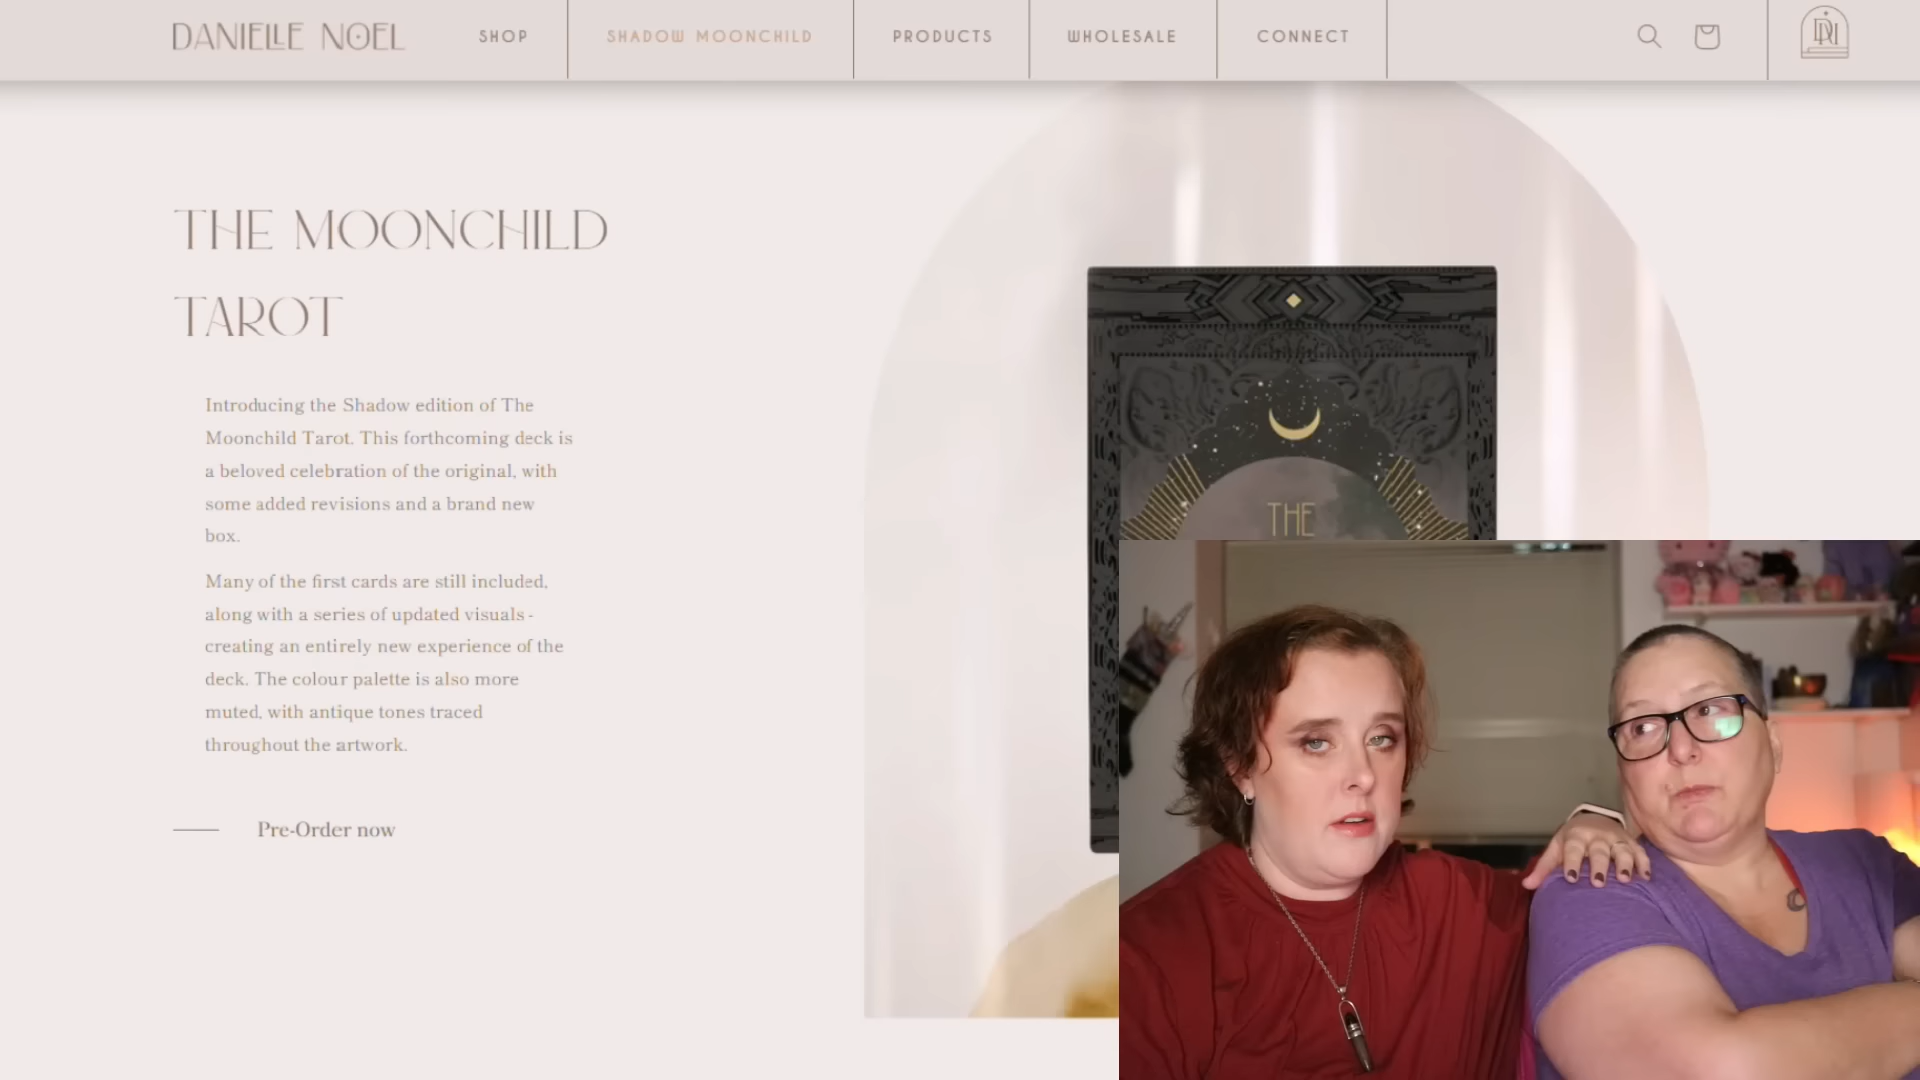 DANIELLE NOEL
SHOP
SHADOW MOONCHILD
PRODUCTS
WHOLESALE
CONNECT
DN
THE MOONCHILD
TAROT
Introducing the Shadow edition of The
Moonchild Tarot. This forthcoming deck is
a beloved celebration of the original, with
some added revisions and a brand new
box.
Many of the first cards are still included,
along with a series of updated visuals -
creating an entirely new experience of the
deck. The colour palette is also more
muted, with antique tones traced
throughout the artwork.
Pre-Order now
THE